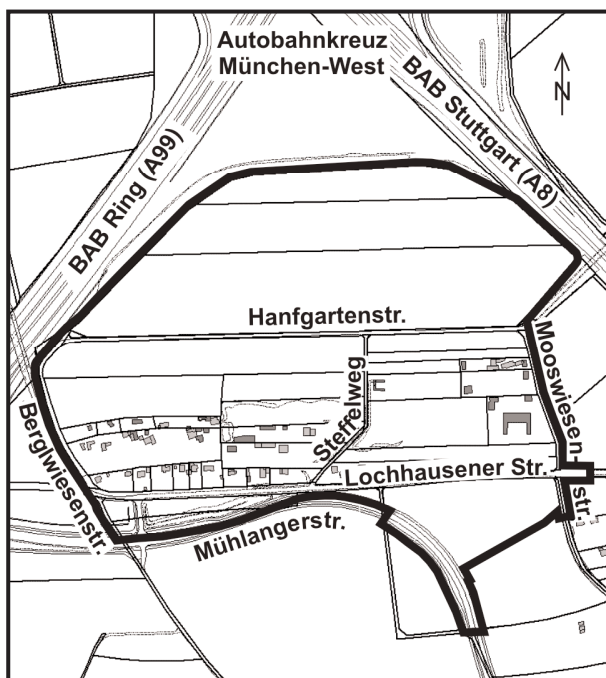 Autobahnkreuz
München-West
N
BAB Ring (A99)
BAB Stuttgart (A8)
Hanfgartenstr.
Mooswiesen-
str.
Steffelweg
Lochhausener Str.
Berglwiesenstr.
Mühlangerstr.